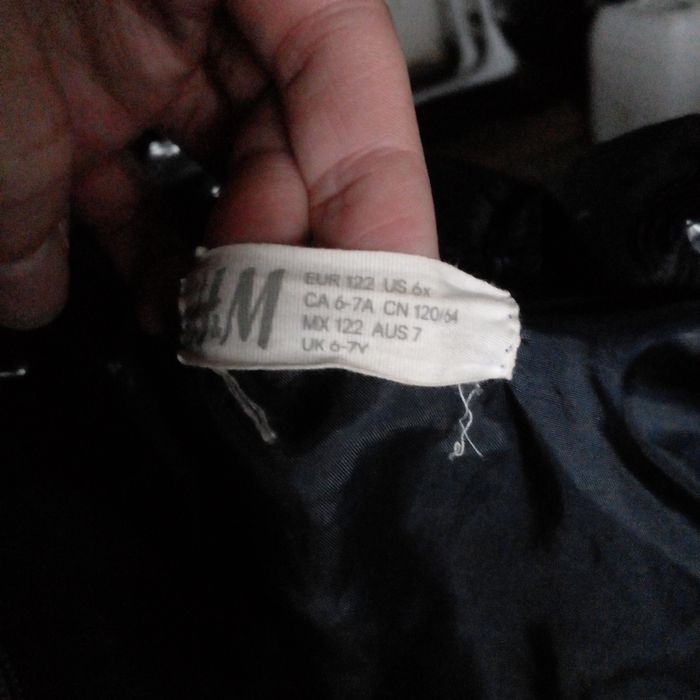 H&M
EUR 122 US 6x
CA 6-7A CN 120/64
MX 122 AUS 7
UK 6-7Y